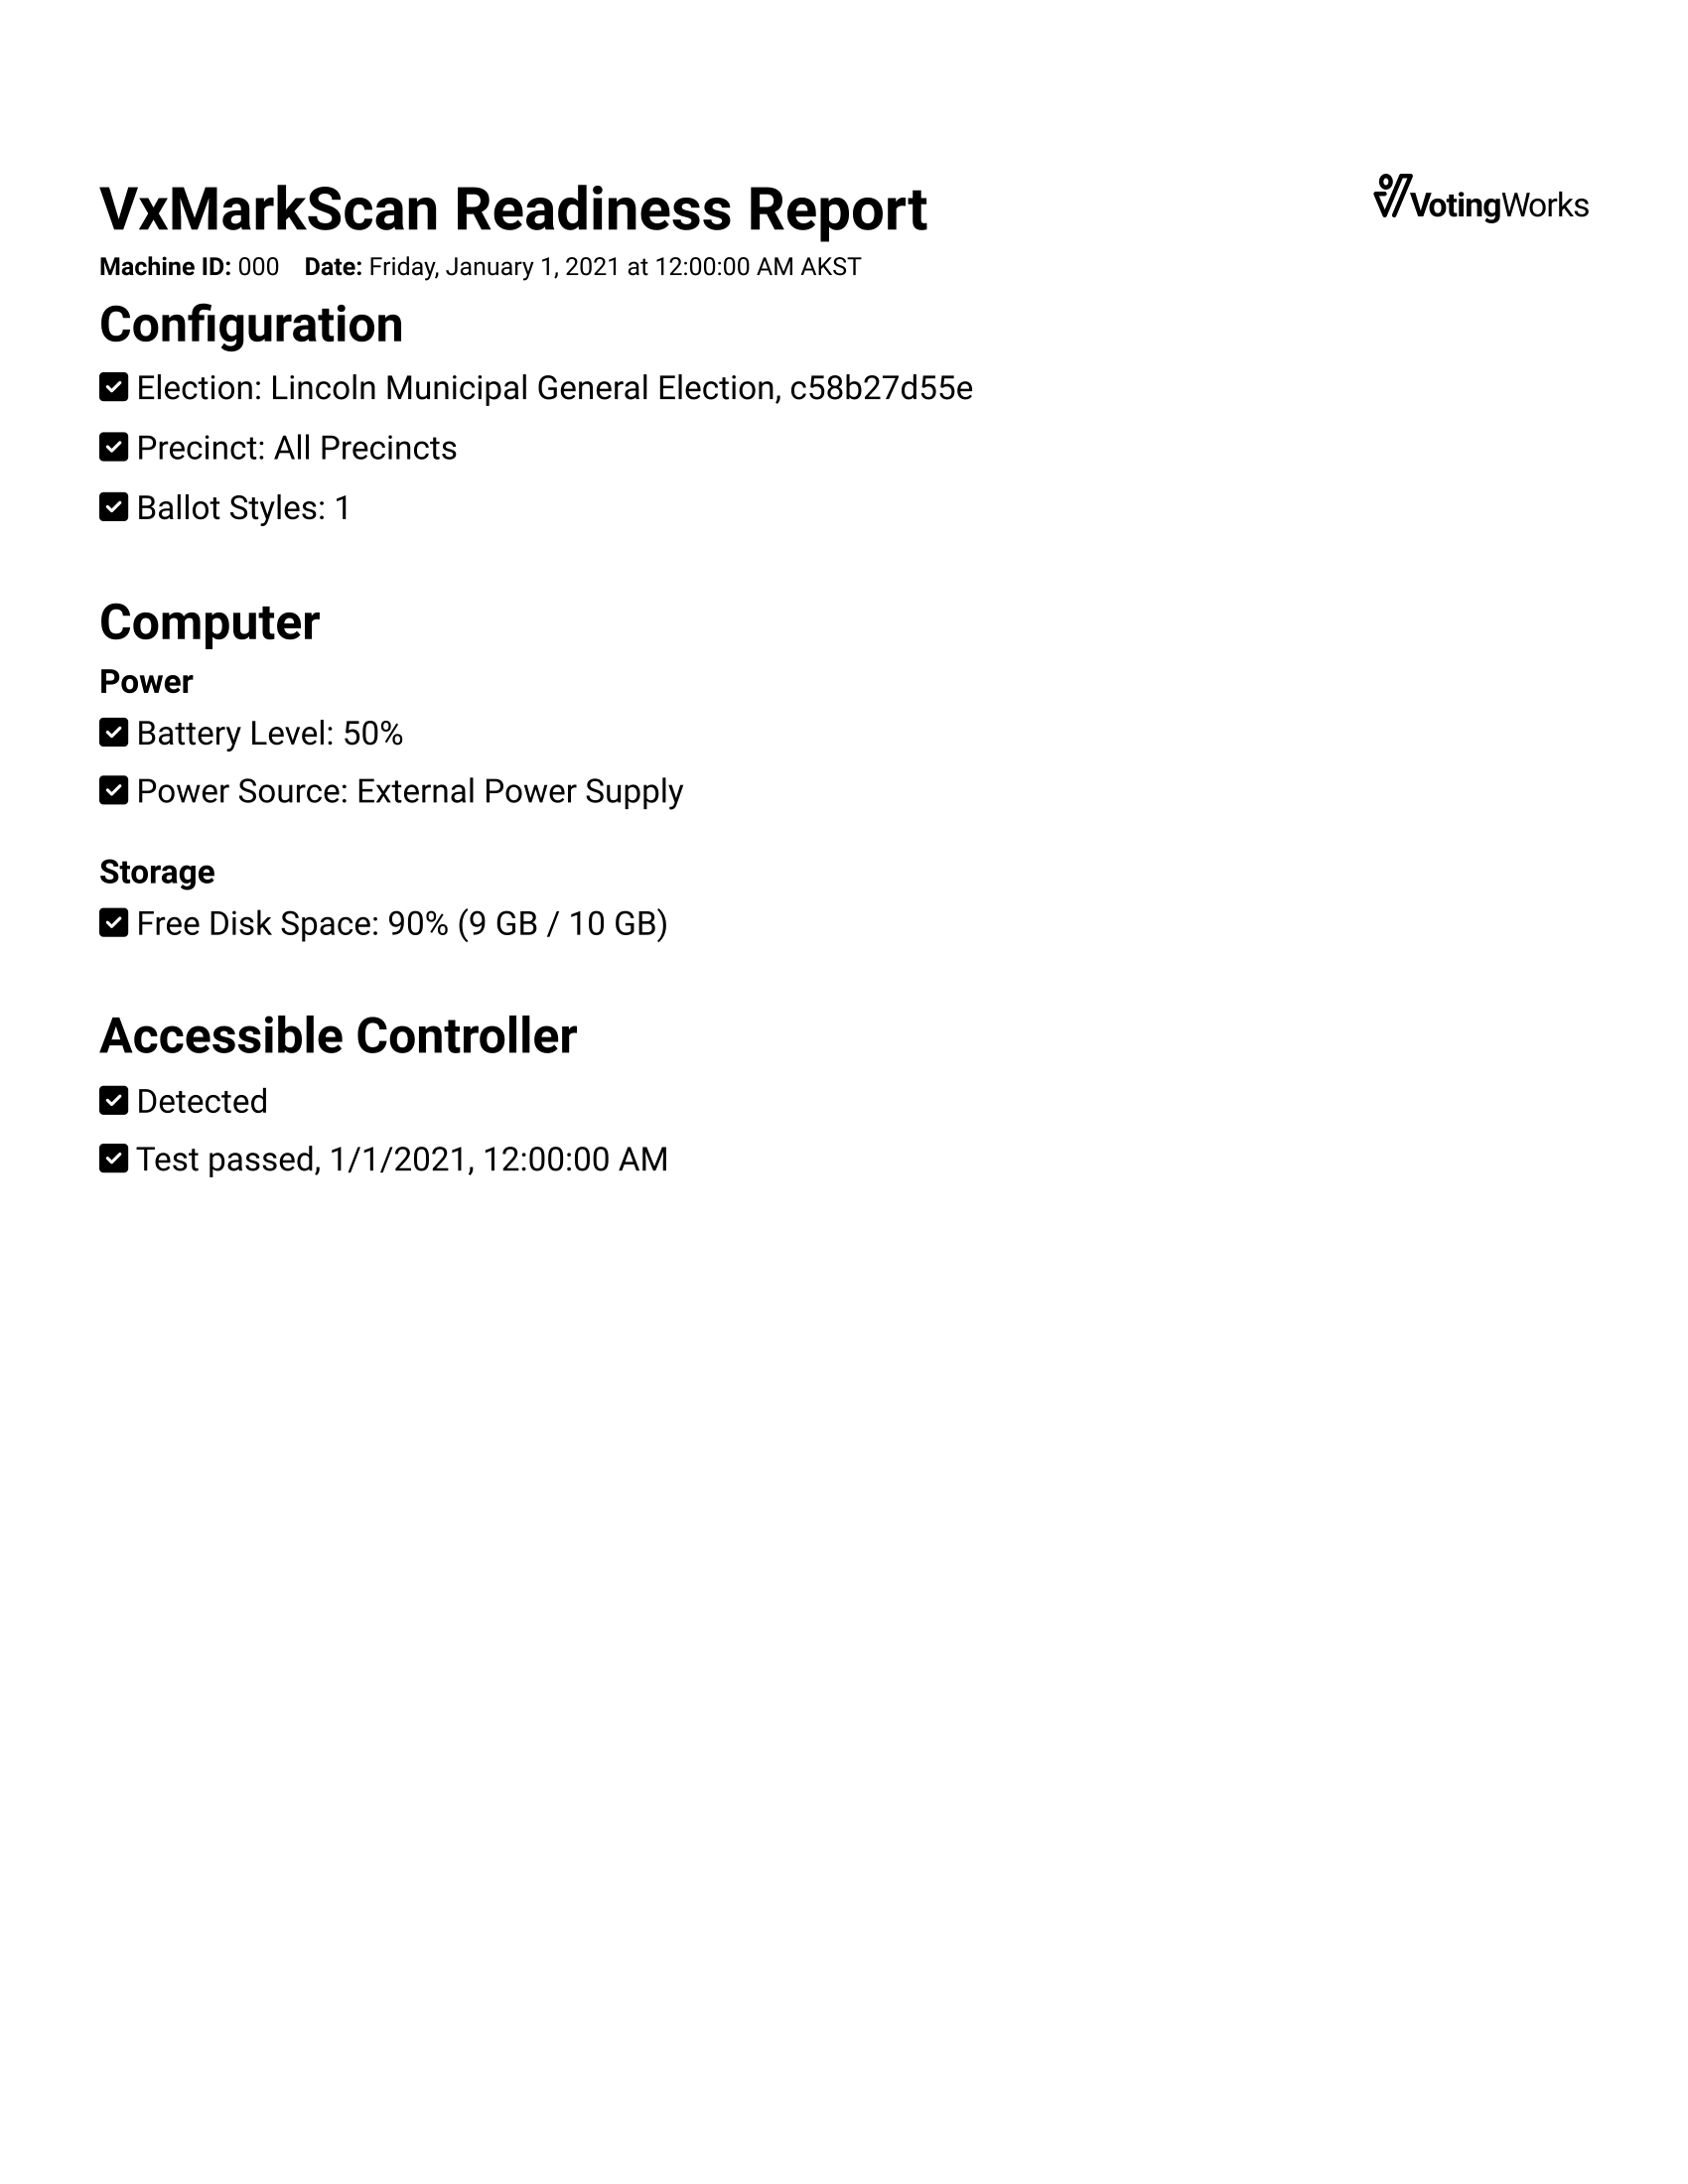 VxMarkScan Readiness Report
VotingWorks
Machine ID: 000 Date: Friday, January 1, 2021 at 12:00:00 AM AKST
Configuration
Election: Lincoln Municipal General Election, c58b27d55e
Precinct: All Precincts
Ballot Styles: 1
Computer
Power
Battery Level: 50%
Power Source: External Power Supply
Storage
Free Disk Space: 90% (9 GB / 10 GB)
Accessible Controller
Detected
Test passed, 1/1/2021, 12:00:00 AM